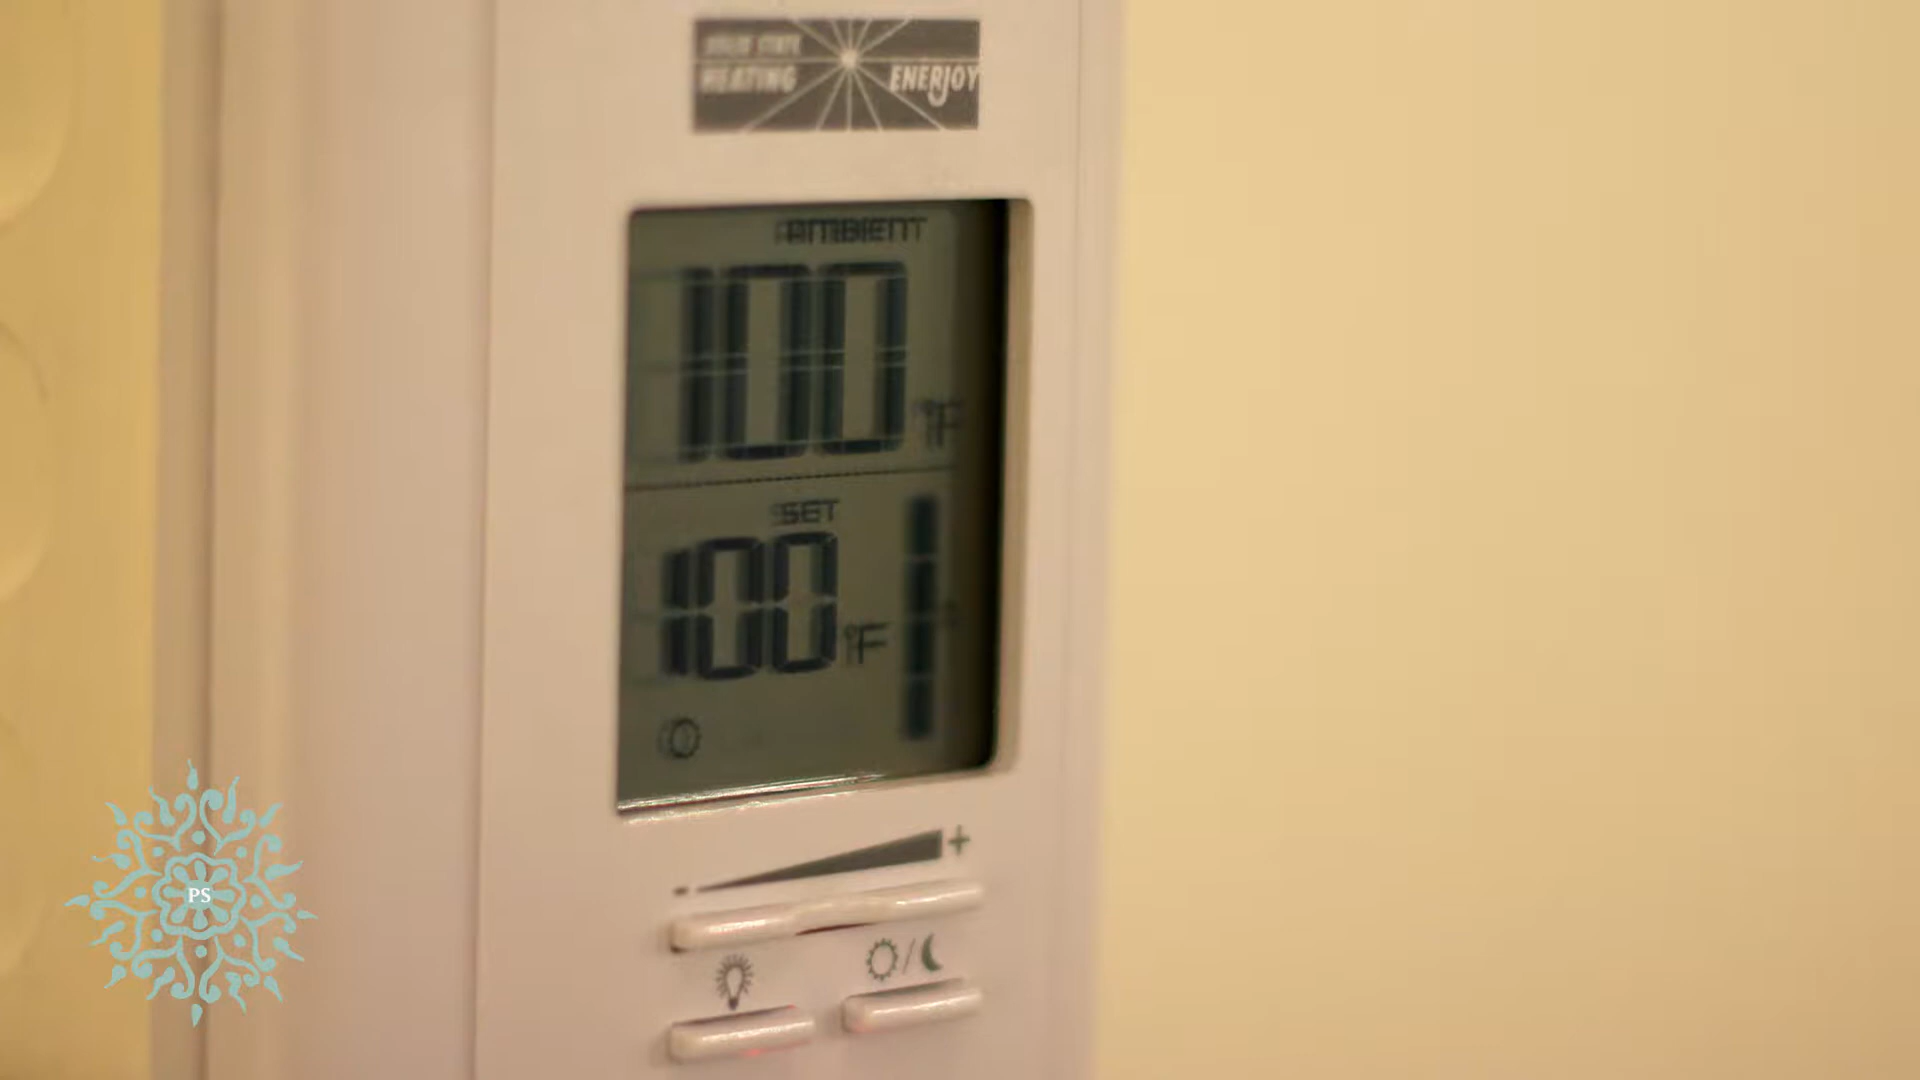 SOLID STATE
HEATING ENERJOY
AMBIENT
100 °F
SET
100 °F
- +
/
PS